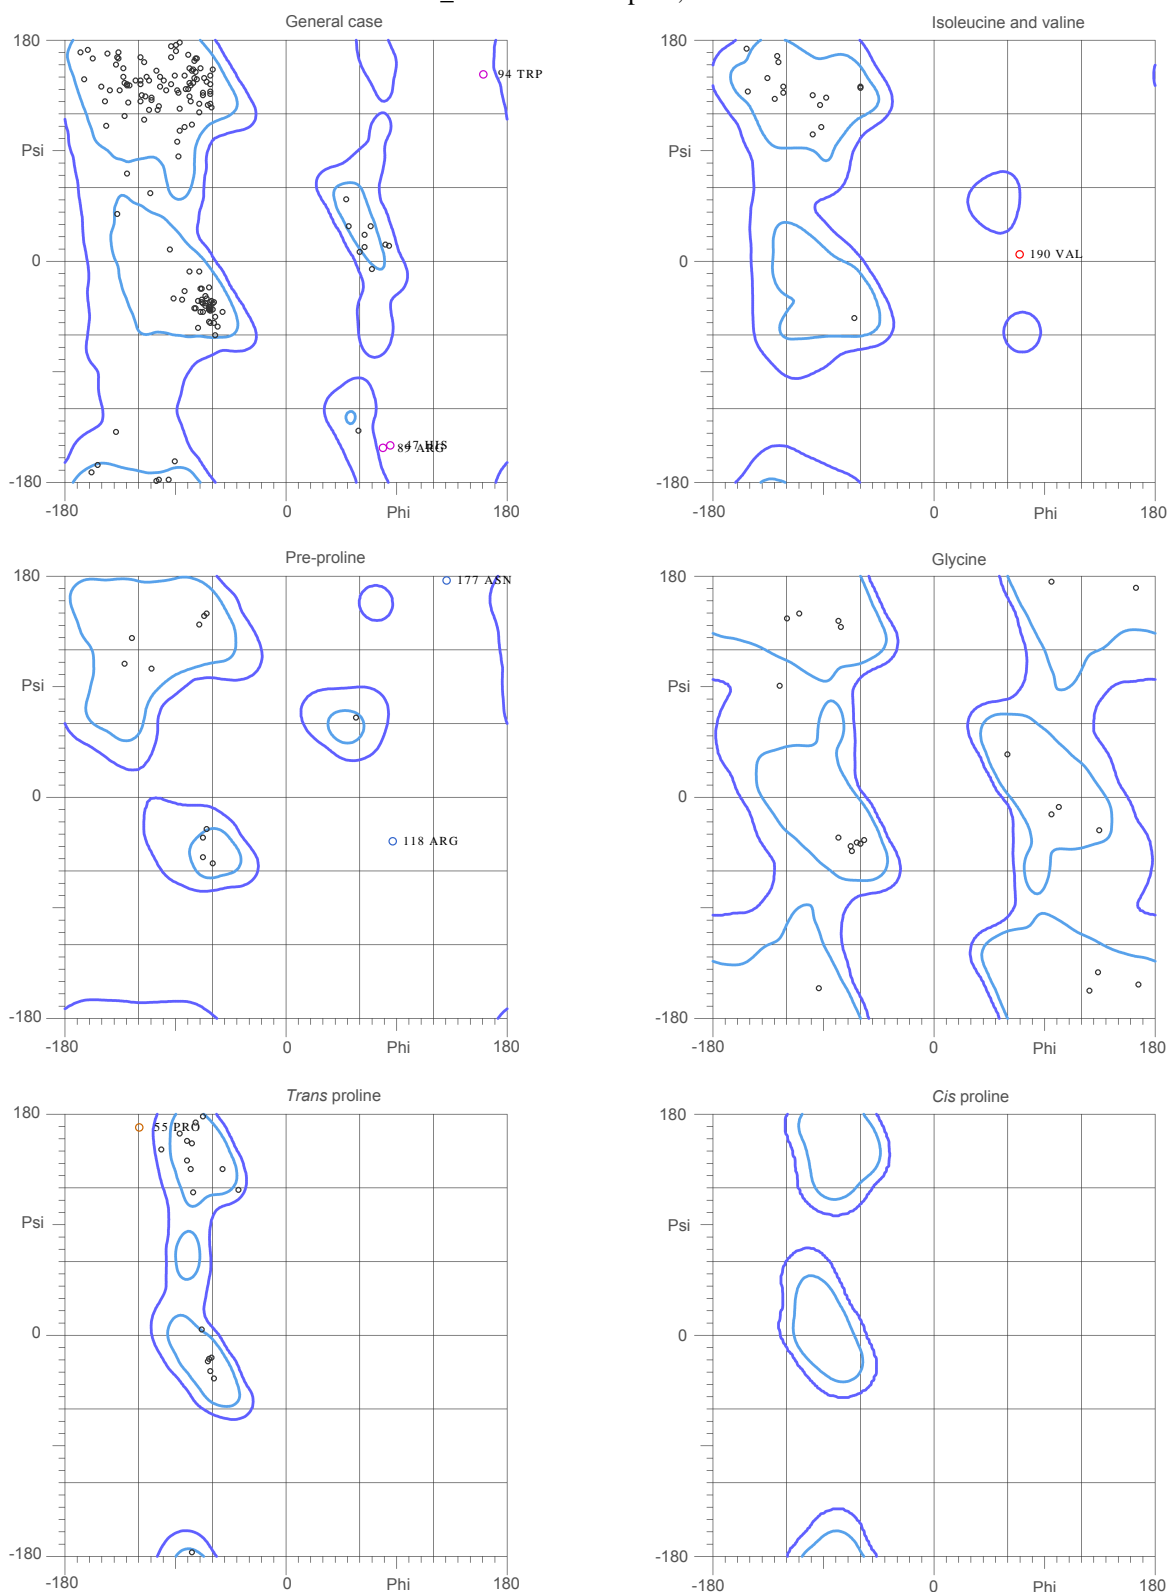 General case
180
Psi
0
-180
-180
0
Phi
180
94 TRP
47 HIS
89 ARG
Isoleucine and valine
180
Psi
0
-180
-180
0
Phi
180
190 VAL
Pre-proline
180
Psi
0
-180
-180
0
Phi
180
177 ASN
118 ARG
Glycine
180
Psi
0
-180
-180
0
Phi
180
Trans proline
180
Psi
0
-180
-180
0
Phi
180
55 PRO
Cis proline
180
Psi
0
-180
-180
0
Phi
180